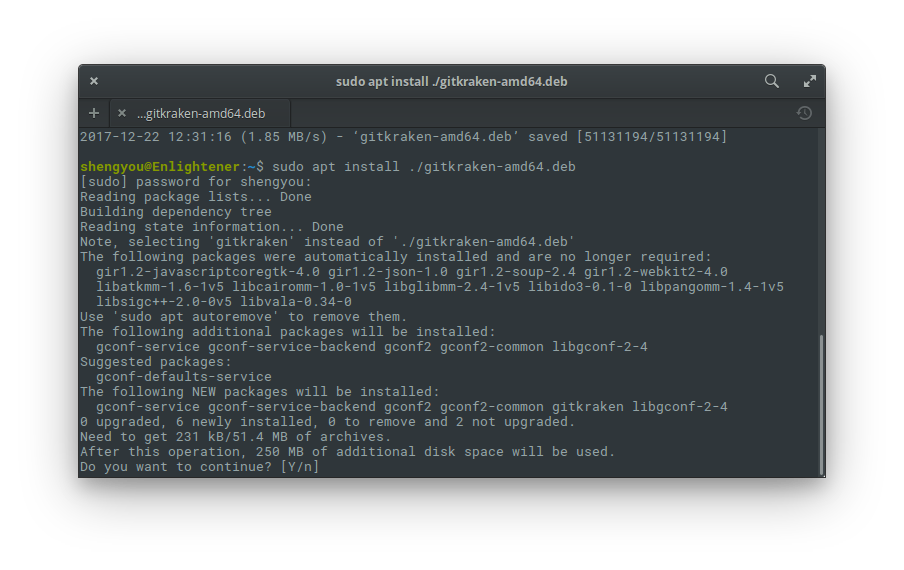 sudo apt install ./gitkraken-amd64.deb
...gitkraken-amd64.deb
2017-12-22 12:31:16 (1.85 MB/s) - ‘gitkraken-amd64.deb’ saved [51131194/51131194]
shengyou@Enlightener:~$ sudo apt install ./gitkraken-amd64.deb
[sudo] password for shengyou:
Reading package lists... Done
Building dependency tree
Reading state information... Done
Note, selecting 'gitkraken' instead of './gitkraken-amd64.deb'
The following packages were automatically installed and are no longer required:
  gir1.2-javascriptcoregtk-4.0 gir1.2-json-1.0 gir1.2-soup-2.4 gir1.2-webkit2-4.0
  libatkmm-1.6-1v5 libcairomm-1.0-1v5 libglibmm-2.4-1v5 libido3-0.1-0 libpangomm-1.4-1v5
  libsigc++-2.0-0v5 libvala-0.34-0
Use 'sudo apt autoremove' to remove them.
The following additional packages will be installed:
  gconf-service gconf-service-backend gconf2 gconf2-common libgconf-2-4
Suggested packages:
  gconf-defaults-service
The following NEW packages will be installed:
  gconf-service gconf-service-backend gconf2 gconf2-common gitkraken libgconf-2-4
0 upgraded, 6 newly installed, 0 to remove and 2 not upgraded.
Need to get 231 kB/51.4 MB of archives.
After this operation, 250 MB of additional disk space will be used.
Do you want to continue? [Y/n]